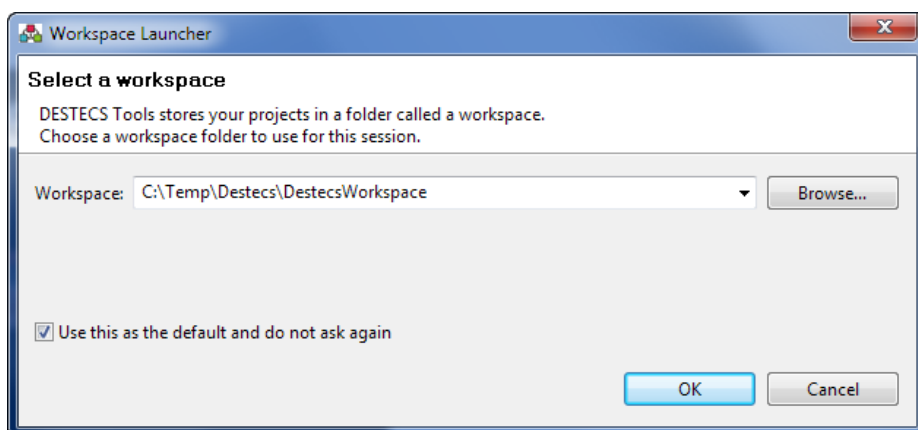 Workspace Launcher
Select a workspace
DESTECS Tools stores your projects in a folder called a workspace.
Choose a workspace folder to use for this session.
Workspace: C:\Temp\Destecs\DestecsWorkspace Browse...
Use this as the default and do not ask again
OK Cancel